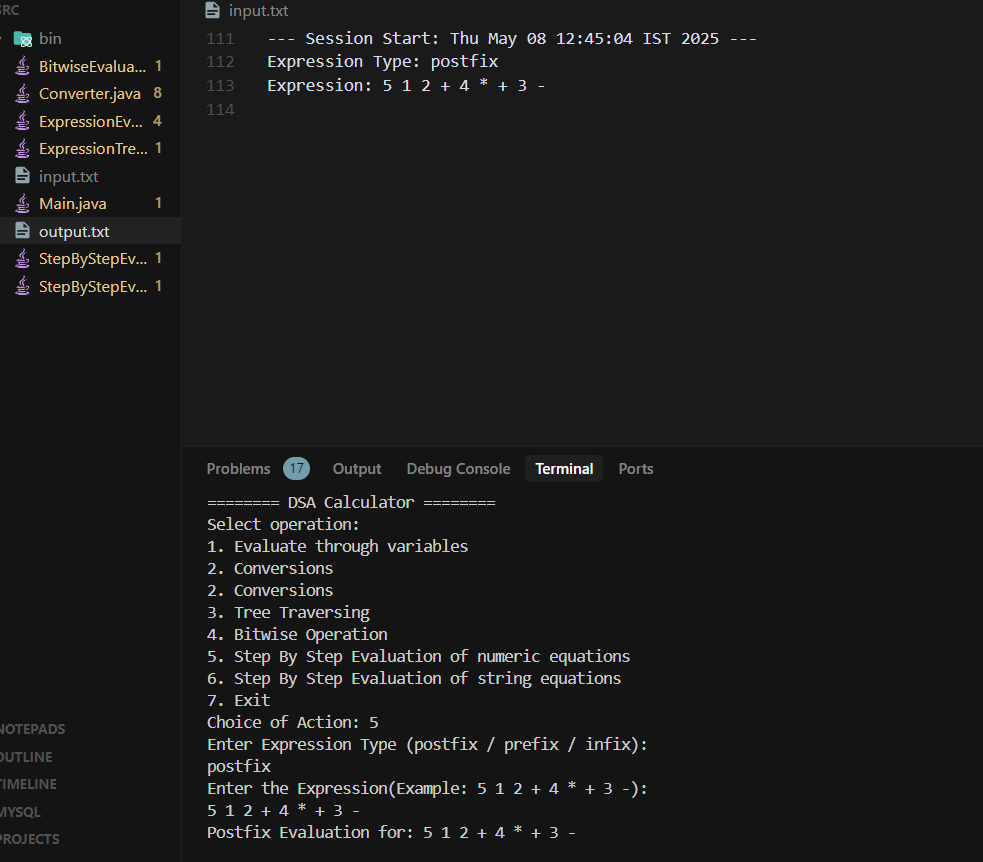 SRC
bin
BitwiseEvalua... 1
Converter.java 8
ExpressionEv... 4
ExpressionTre... 1
input.txt
Main.java 1
output.txt
StepByStepEv... 1
StepByStepEv... 1
NOTEPADS
OUTLINE
TIMELINE
MYSQL
PROJECTS
input.txt
111 --- Session Start: Thu May 08 12:45:04 IST 2025 ---
112 Expression Type: postfix
113 Expression: 5 1 2 + 4 * + 3 -
114
Problems 17 Output Debug Console Terminal Ports
======== DSA Calculator ========
Select operation:
1. Evaluate through variables
2. Conversions
2. Conversions
3. Tree Traversing
4. Bitwise Operation
5. Step By Step Evaluation of numeric equations
6. Step By Step Evaluation of string equations
7. Exit
Choice of Action: 5
Enter Expression Type (postfix / prefix / infix):
postfix
Enter the Expression(Example: 5 1 2 + 4 * + 3 -):
5 1 2 + 4 * + 3 -
Postfix Evaluation for: 5 1 2 + 4 * + 3 -